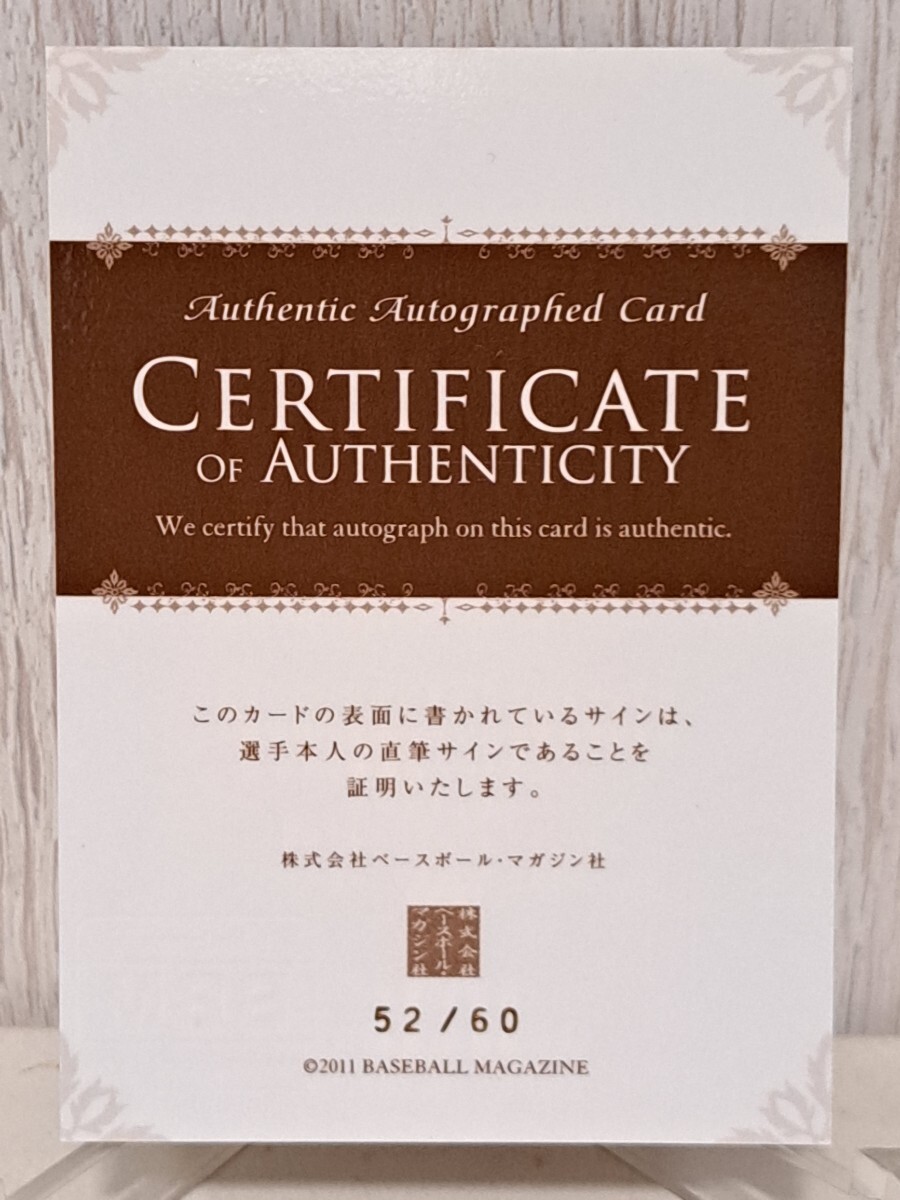 Authentic Autographed Card
CERTIFICATE
OF AUTHENTICITY
We certify that autograph on this card is authentic.
このカードの表面に書かれているサインは、
選手本人の直筆サインであることを
証明いたします。
株式会社ベースボール・マガジン社
株式会社
ベースボール・
マガジン社
52/60
©2011 BASEBALL MAGAZINE